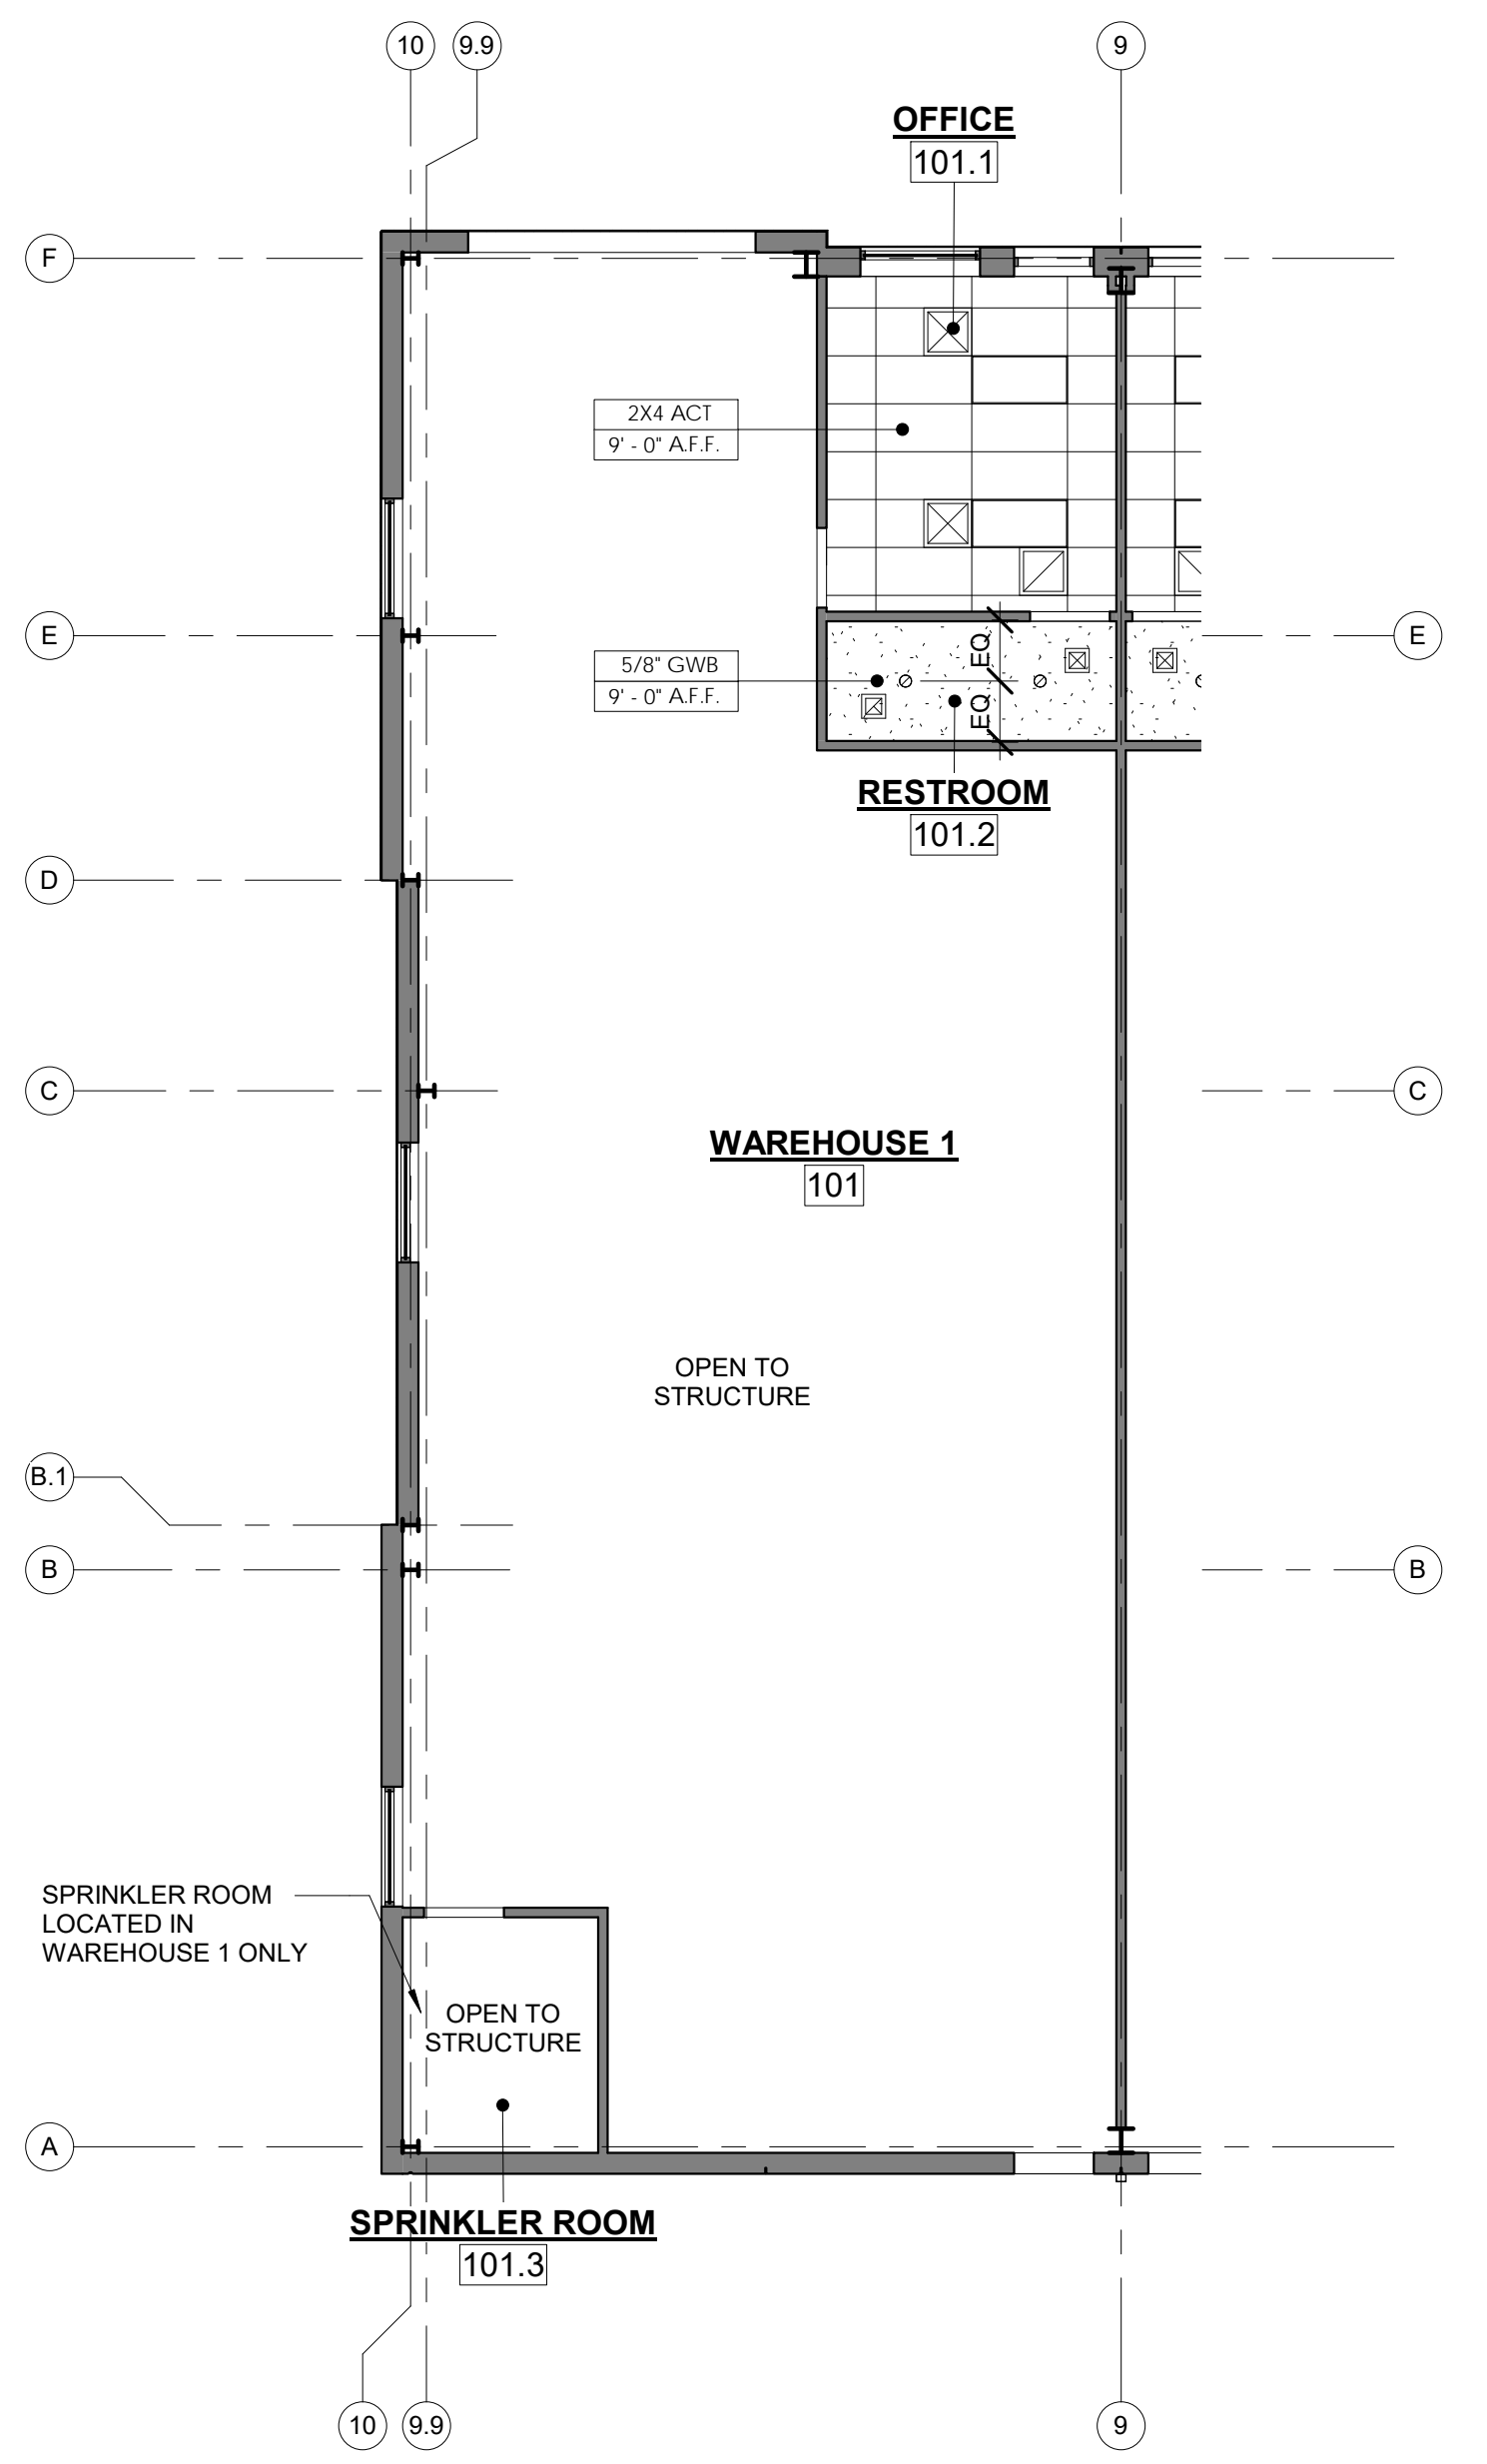 10
9.9
9
OFFICE
101.1
F
2X4 ACT
9' - 0" A.F.F.
E
E
5/8" GWB
9' - 0" A.F.F.
EQ
EQ
RESTROOM
101.2
D
C
C
WAREHOUSE 1
101
OPEN TO
STRUCTURE
B.1
B
B
SPRINKLER ROOM
LOCATED IN
WAREHOUSE 1 ONLY
OPEN TO
STRUCTURE
A
SPRINKLER ROOM
101.3
10
9.9
9